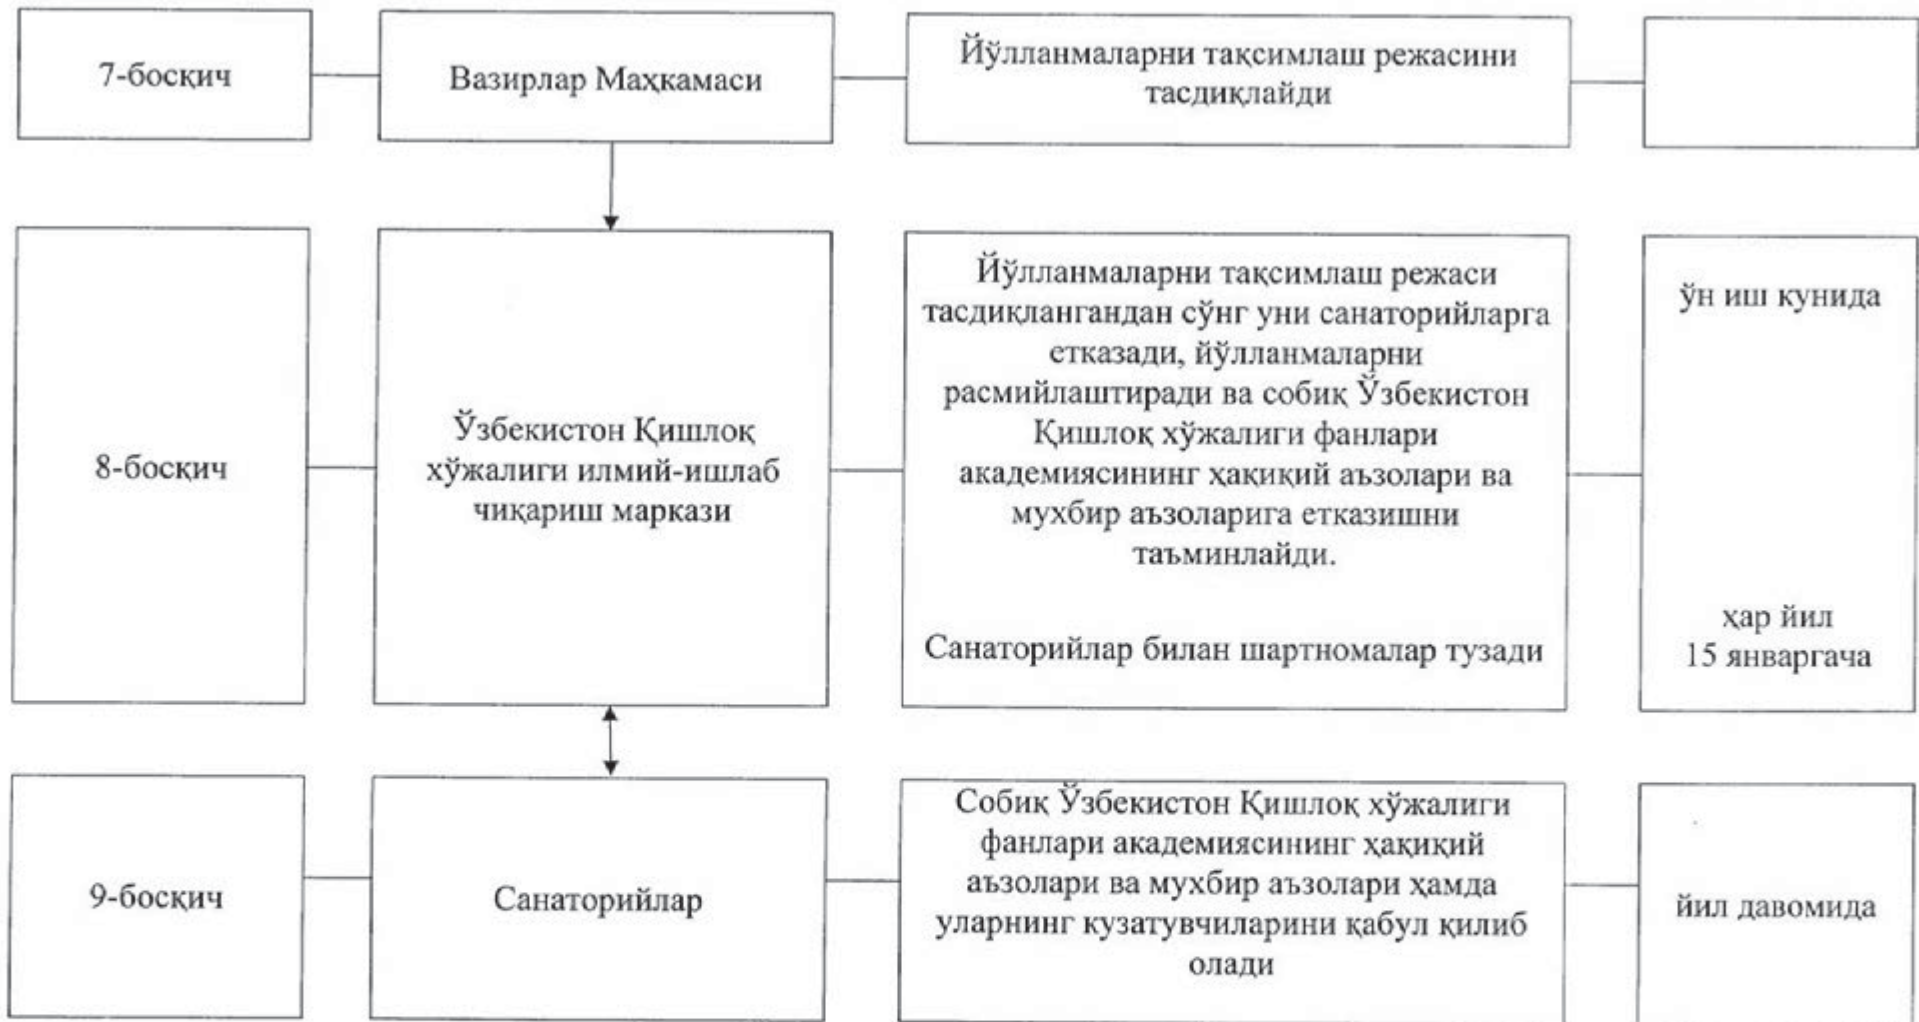 7-босқич
Вазирлар Маҳкамаси
Йўлланмаларни тақсимлаш режасини
тасдиқлайди
8-босқич
Ўзбекистон Қишлоқ
хўжалиги илмий-ишлаб
чиқариш маркази
Йўлланмаларни тақсимлаш режаси
тасдиқлангандан сўнг уни санаторийларга
етказади, йўлланмаларни
расмийлаштиради ва собиқ Ўзбекистон
Қишлоқ хўжалиги фанлари
академиясининг ҳақиқий аъзолари ва
мухбир аъзоларига етказишни
таъминлайди.
Санаторийлар билан шартномалар тузади
ўн иш кунида
ҳар йил
15 январгача
9-босқич
Санаторийлар
Собиқ Ўзбекистон Қишлоқ хўжалиги
фанлари академиясининг ҳақиқий
аъзолари ва мухбир аъзолари ҳамда
уларнинг кузатувчиларини қабул қилиб
олади
йил давомида